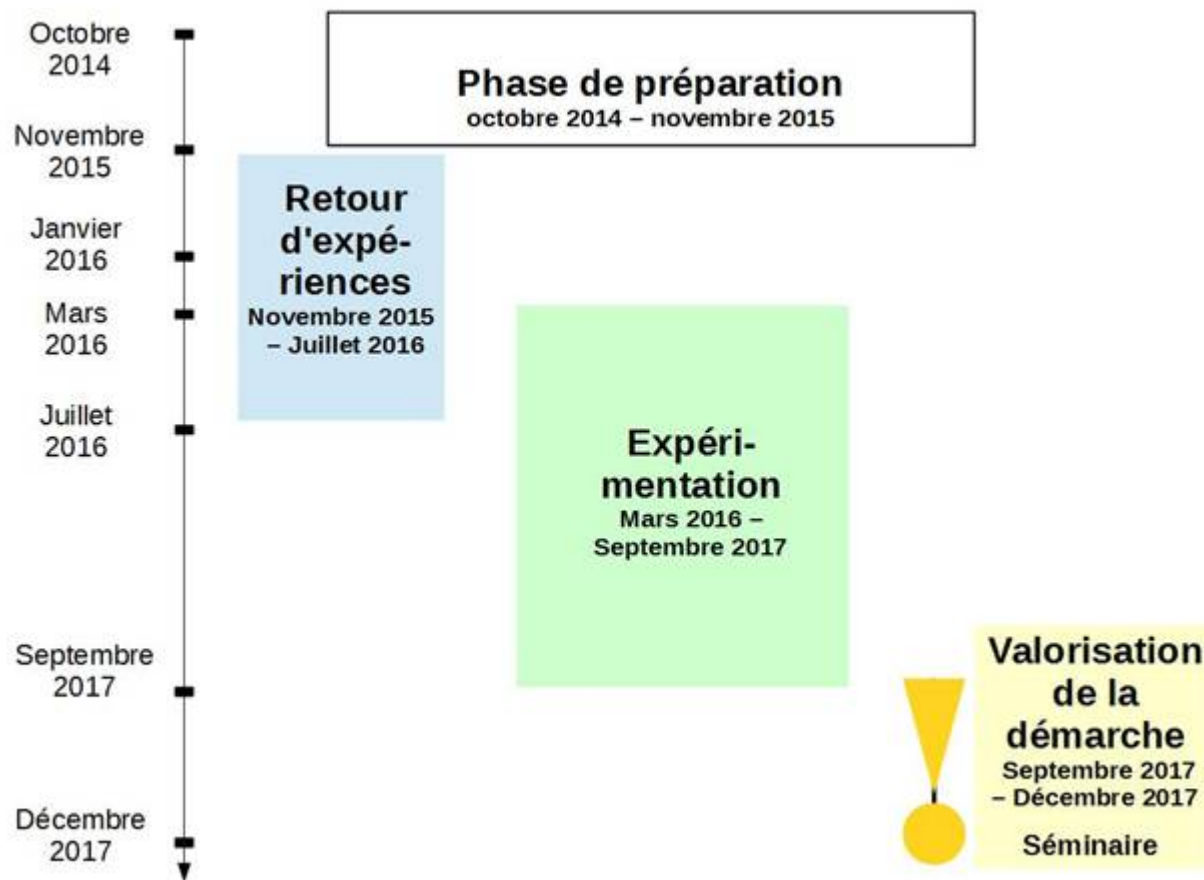 Octobre
2014
Novembre
2015
Janvier
2016
Mars
2016
Juillet
2016
Septembre
2017
Décembre
2017
Phase de préparation
octobre 2014 – novembre 2015
Retour
d'expé-
riences
Novembre 2015
– Juillet 2016
Expéri-
mentation
Mars 2016 –
Septembre 2017
Valorisation
de la
démarche
Septembre 2017
– Décembre 2017
Séminaire